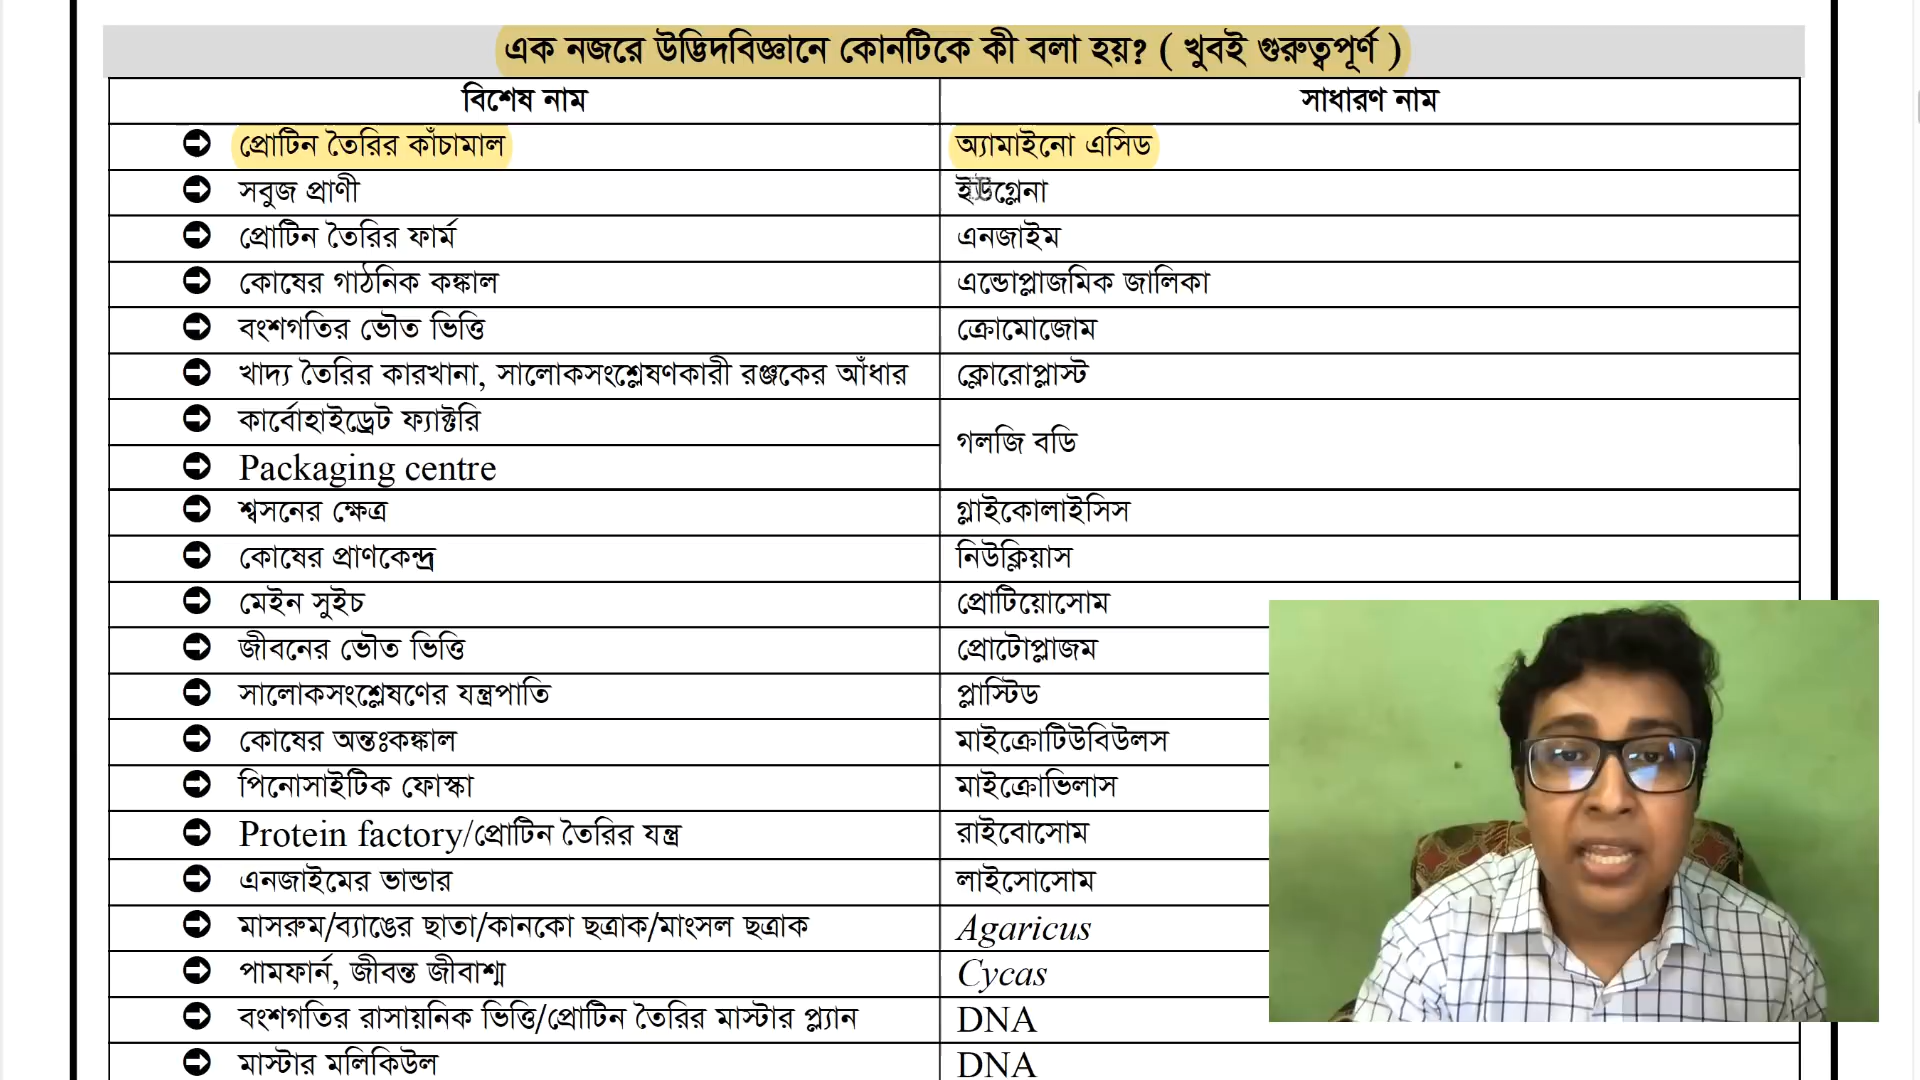 এক নজরে উদ্ভিদবিজ্ঞানে কোনটিকে কী বলা হয়? ( খুবই গুরুত্বপূর্ণ )
বিশেষ নাম সাধারণ নাম
প্রোটিন তৈরির কাঁচামাল অ্যামাইনো এসিড
সবুজ প্রাণী ইউগ্লেনা
প্রোটিন তৈরির ফার্ম এনজাইম
কোষের গাঠনিক কঙ্কাল এন্ডোপ্লাজমিক জালিকা
বংশগতির ভৌত ভিত্তি ক্রোমোজোম
খাদ্য তৈরির কারখানা, সালোকসংশ্লেষণকারী রঞ্জকের আঁধার ক্লোরোপ্লাস্ট
কার্বোহাইড্রেট ফ্যাক্টরি
গলজি বডি
Packaging centre
শ্বসনের ক্ষেত্র গ্লাইকোলাইসিস
কোষের প্রাণকেন্দ্র নিউক্লিয়াস
মেইন সুইচ প্রোটিয়োসোম
জীবনের ভৌত ভিত্তি প্রোটোপ্লাজম
সালোকসংশ্লেষণের যন্ত্রপাতি প্লাস্টিড
কোষের অন্তঃকঙ্কাল মাইক্রোটিউবিউলস
পিনোসাইটিক ফোস্কা মাইক্রোভিলাস
Protein factory/প্রোটিন তৈরির যন্ত্র রাইবোসোম
এনজাইমের ভান্ডার লাইসোসোম
মাসরুম/ব্যাঙের ছাতা/কানকো ছত্রাক/মাংসল ছত্রাক Agaricus
পামফার্ন, জীবন্ত জীবাশ্ম Cycas
বংশগতির রাসায়নিক ভিত্তি/প্রোটিন তৈরির মাস্টার প্ল্যান DNA
মাস্টার মলিকিউল DNA